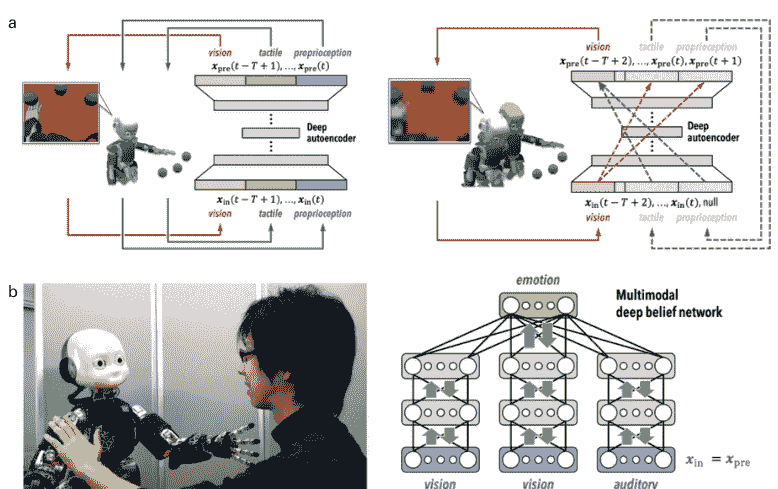 a
vision tactile proprioception
xpre(t−T+1), ..., xpre(t)
Deep
autoencoder
xin(t−T+1), ..., xin(t)
vision tactile proprioception
vision tactile proprioception
xpre(t−T+2), ..., xpre(t), xpre(t+1)
Deep
autoencoder
xin(t−T+2), ..., xin(t), null
vision tactile proprioception
b
emotion
Multimodal
deep belief network
xin = xpre
vision vision auditory